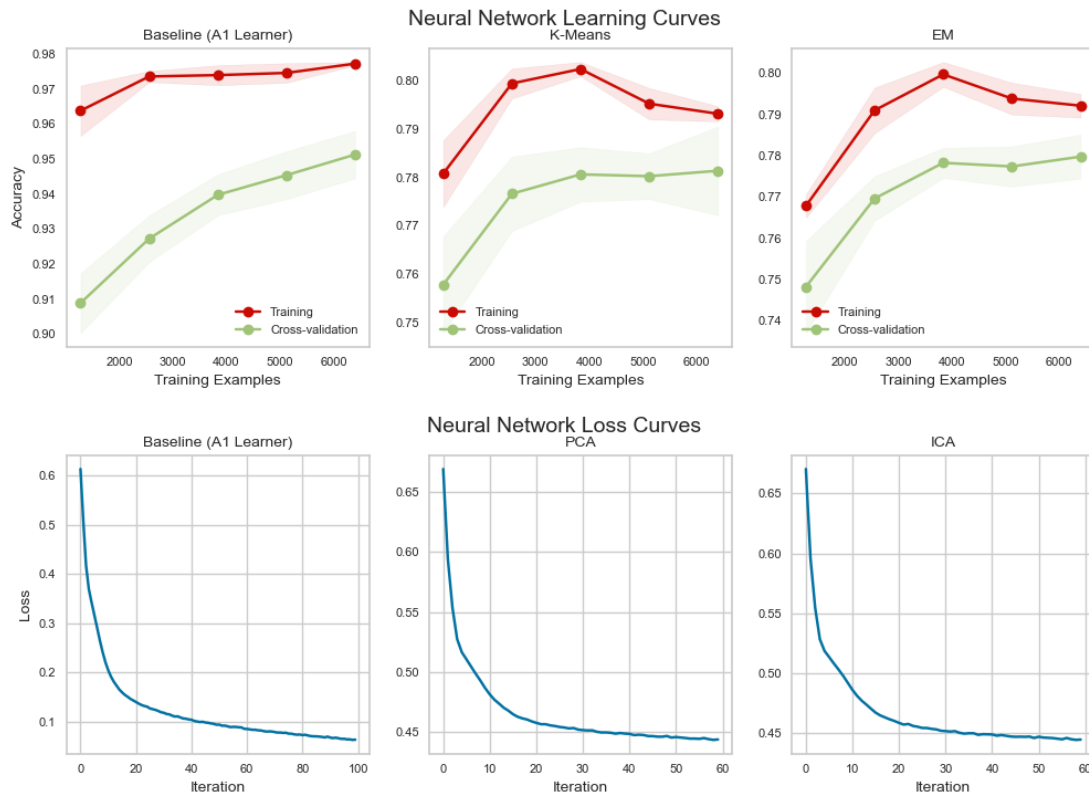 Neural Network Learning Curves
Baseline (A1 Learner)
0.98
0.97
0.96
0.95
0.94
0.93
0.92
0.91
0.90
Accuracy
Training
Cross-validation
2000 3000 4000 5000 6000
Training Examples
K-Means
0.80
0.79
0.78
0.77
0.76
0.75
Training
Cross-validation
2000 3000 4000 5000 6000
Training Examples
EM
0.80
0.79
0.78
0.77
0.76
0.75
0.74
Training
Cross-validation
2000 3000 4000 5000 6000
Training Examples
Neural Network Loss Curves
Baseline (A1 Learner)
0.6
0.5
0.4
0.3
0.2
0.1
Loss
0 20 40 60 80 100
Iteration
PCA
0.65
0.60
0.55
0.50
0.45
0 10 20 30 40 50 60
Iteration
ICA
0.65
0.60
0.55
0.50
0.45
0 10 20 30 40 50 60
Iteration